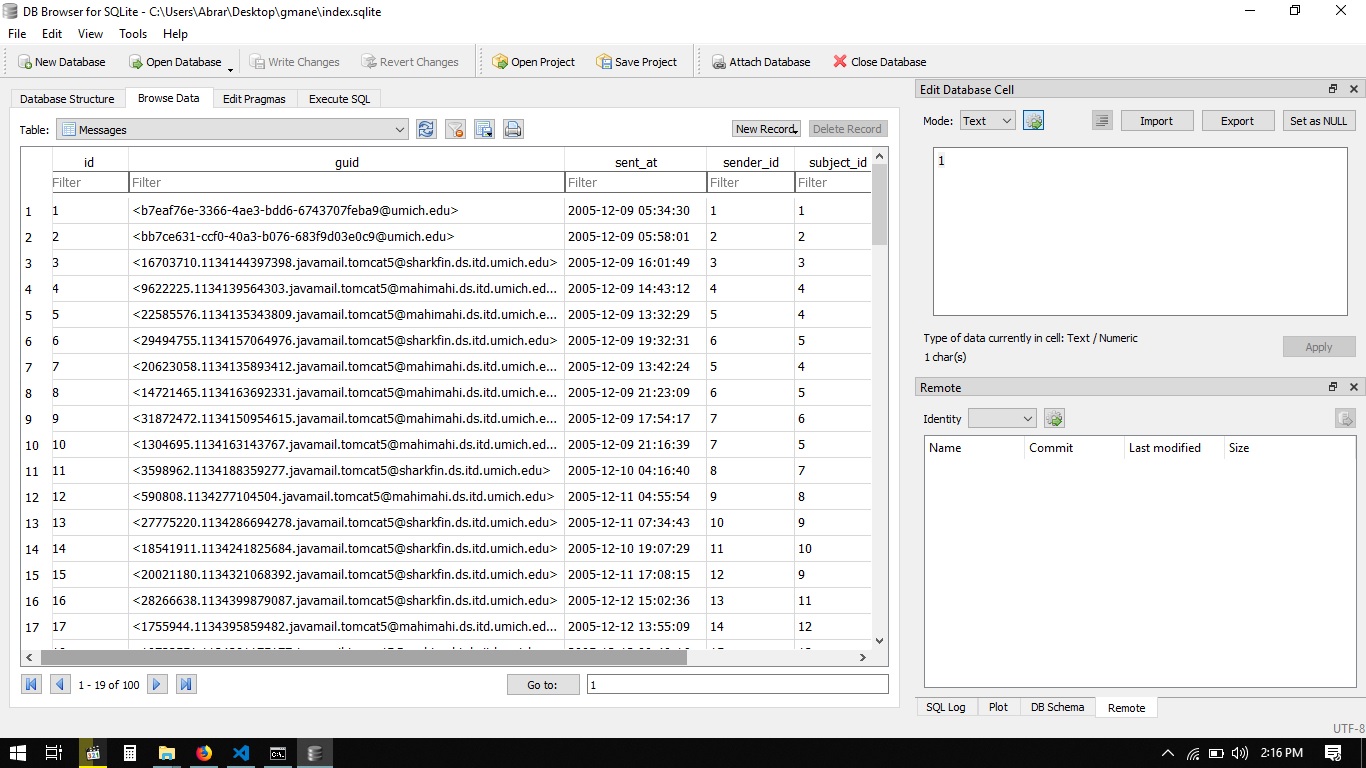 DB Browser for SQLite - C:\Users\Abrar\Desktop\gmane\index.sqlite
File Edit View Tools Help
New Database Open Database Write Changes Revert Changes Open Project Save Project Attach Database Close Database
Database Structure Browse Data Edit Pragmas Execute SQL
Table: Messages New Record Delete Record
id guid sent_at sender_id subject_id
Filter Filter Filter Filter Filter
1 1 <b7eaf76e-3366-4ae3-bdd6-6743707feba9@umich.edu> 2005-12-09 05:34:30 1 1
2 2 <bb7ce631-ccf0-40a3-b076-683f9d03e0c9@umich.edu> 2005-12-09 05:58:01 2 2
3 3 <16703710.1134144397398.javamail.tomcat5@sharkfin.ds.itd.umich.edu> 2005-12-09 16:01:49 3 3
4 4 <9622225.1134139564303.javamail.tomcat5@mahimahi.ds.itd.umich.ed... 2005-12-09 14:43:12 4 4
5 5 <22585576.1134135343809.javamail.tomcat5@mahimahi.ds.itd.umich.e... 2005-12-09 13:32:29 5 4
6 6 <29494755.1134157064976.javamail.tomcat5@mahimahi.ds.itd.umich.e... 2005-12-09 19:32:31 6 5
7 7 <20623058.1134135893412.javamail.tomcat5@mahimahi.ds.itd.umich.e... 2005-12-09 13:42:24 5 4
8 8 <14721465.1134163692331.javamail.tomcat5@mahimahi.ds.itd.umich.e... 2005-12-09 21:23:09 6 5
9 9 <31872472.1134150954615.javamail.tomcat5@mahimahi.ds.itd.umich.e... 2005-12-09 17:54:17 7 6
10 10 <1304695.1134163143767.javamail.tomcat5@mahimahi.ds.itd.umich.ed... 2005-12-09 21:16:39 7 5
11 11 <3598962.1134188359277.javamail.tomcat5@sharkfin.ds.itd.umich.edu> 2005-12-10 04:16:40 8 7
12 12 <590808.1134277104504.javamail.tomcat5@mahimahi.ds.itd.umich.edu> 2005-12-11 04:55:54 9 8
13 13 <27775220.1134286694278.javamail.tomcat5@sharkfin.ds.itd.umich.edu> 2005-12-11 07:34:43 10 9
14 14 <18541911.1134241825684.javamail.tomcat5@sharkfin.ds.itd.umich.edu> 2005-12-10 19:07:29 11 10
15 15 <20021180.1134321068392.javamail.tomcat5@sharkfin.ds.itd.umich.edu> 2005-12-11 17:08:15 12 9
16 16 <28266638.1134399879087.javamail.tomcat5@sharkfin.ds.itd.umich.edu> 2005-12-12 15:02:36 13 11
17 17 <1755944.1134395859482.javamail.tomcat5@mahimahi.ds.itd.umich.ed... 2005-12-12 13:55:09 14 12
1 - 19 of 100 Go to: 1
Edit Database Cell
Mode: Text Import Export Set as NULL
1
Type of data currently in cell: Text / Numeric
1 char(s)
Apply
Remote
Identity
Name Commit Last modified Size
SQL Log Plot DB Schema Remote
UTF-8
2:16 PM